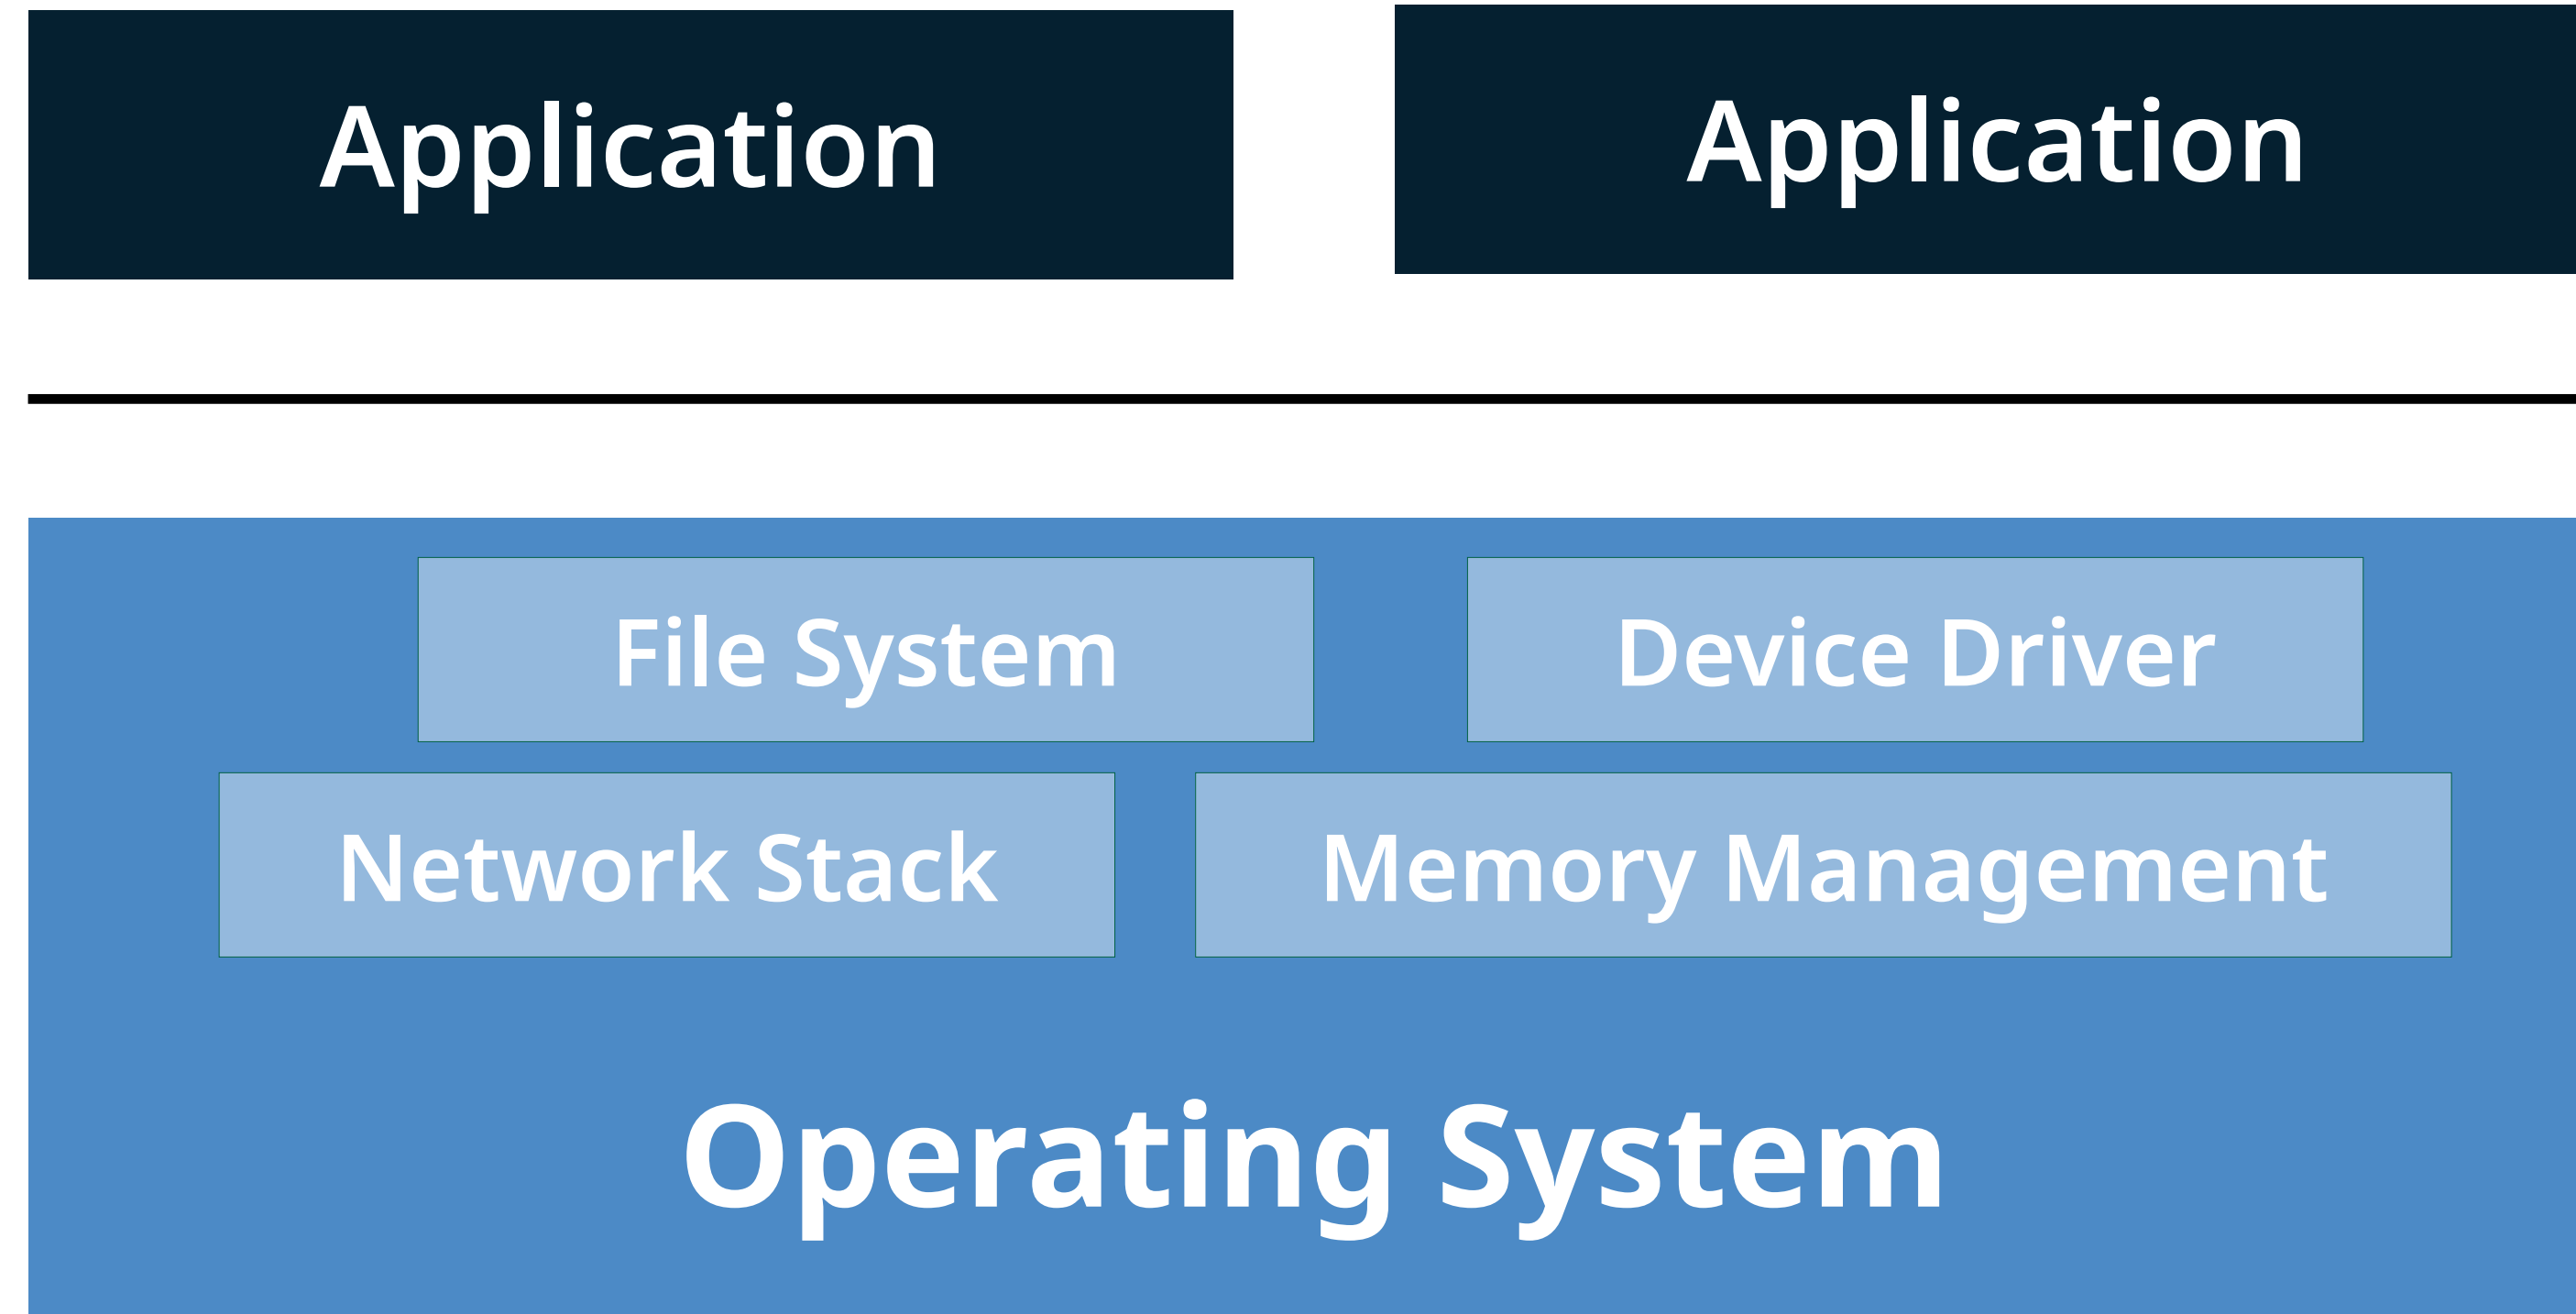 Application
Application
File System
Device Driver
Network Stack
Memory Management
Operating System